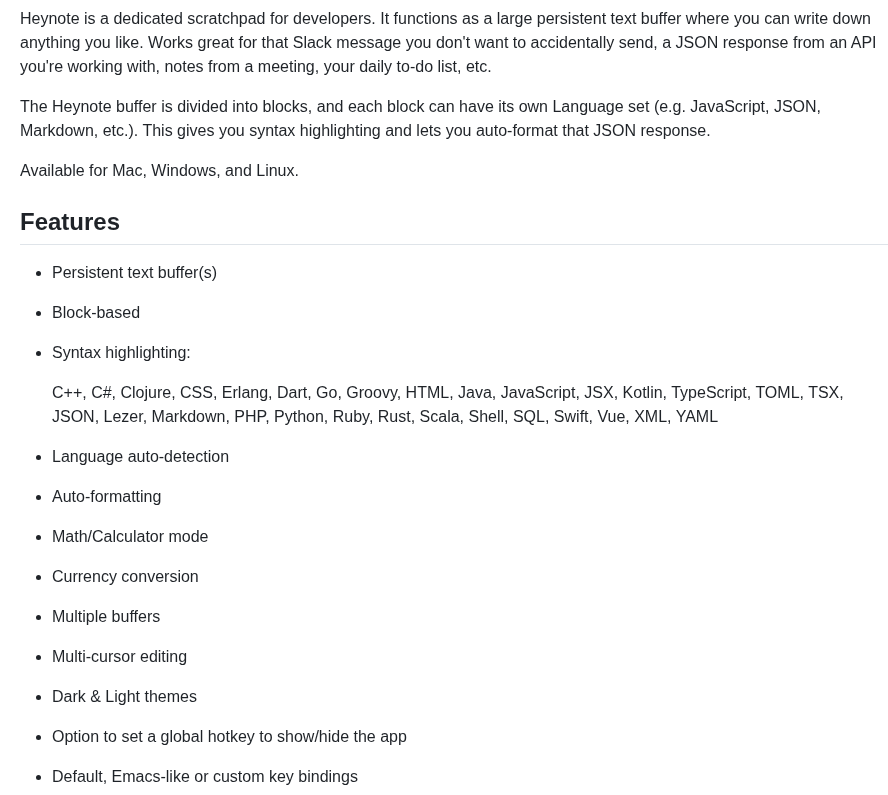 Heynote is a dedicated scratchpad for developers. It functions as a large persistent text buffer where you can write down
anything you like. Works great for that Slack message you don't want to accidentally send, a JSON response from an API
you're working with, notes from a meeting, your daily to-do list, etc.
The Heynote buffer is divided into blocks, and each block can have its own Language set (e.g. JavaScript, JSON,
Markdown, etc.). This gives you syntax highlighting and lets you auto-format that JSON response.
Available for Mac, Windows, and Linux.
Features
• Persistent text buffer(s)
• Block-based
• Syntax highlighting:
C++, C#, Clojure, CSS, Erlang, Dart, Go, Groovy, HTML, Java, JavaScript, JSX, Kotlin, TypeScript, TOML, TSX,
JSON, Lezer, Markdown, PHP, Python, Ruby, Rust, Scala, Shell, SQL, Swift, Vue, XML, YAML
• Language auto-detection
• Auto-formatting
• Math/Calculator mode
• Currency conversion
• Multiple buffers
• Multi-cursor editing
• Dark & Light themes
• Option to set a global hotkey to show/hide the app
• Default, Emacs-like or custom key bindings